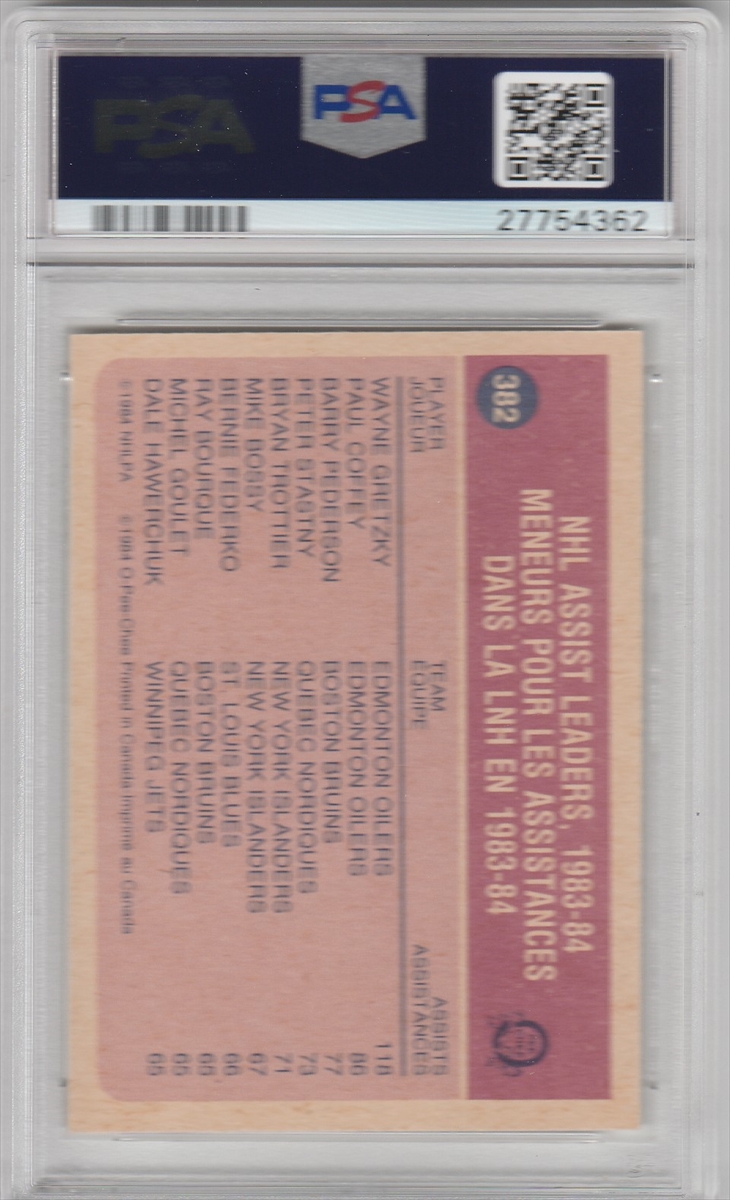 PSA
PSA
27754362
382
NHL ASSIST LEADERS, 1983-84
MENEURS POUR LES ASSISTANCES
DANS LA LNH EN 1983-84
PLAYER TEAM ASSISTS
JOUEUR ÉQUIPE ASSISTANCES
WAYNE GRETZKY EDMONTON OILERS 118
PAUL COFFEY EDMONTON OILERS 86
BARRY PEDERSON BOSTON BRUINS 77
PETER STASTNY QUEBEC NORDIQUES 73
BRYAN TROTTIER NEW YORK ISLANDERS 71
MIKE BOSSY NEW YORK ISLANDERS 67
BERNIE FEDERKO ST. LOUIS BLUES 66
RAY BOURQUE BOSTON BRUINS 65
MICHEL GOULET QUEBEC NORDIQUES 65
DALE HAWERCHUK WINNIPEG JETS 65
©1984 NHLPA ©1984 O-Pee-Chee Printed in Canada Imprimé au Canada